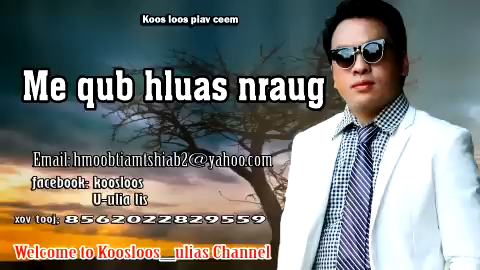 Koos loos piav ceem
Me qub hluas nraug
Email: hmoobtiamtshiab2@yahoo.com
facebook: koosloos
U-ulia lis
xov tooj: 8562022829559
Welcome to Koosloos__ulias Channel